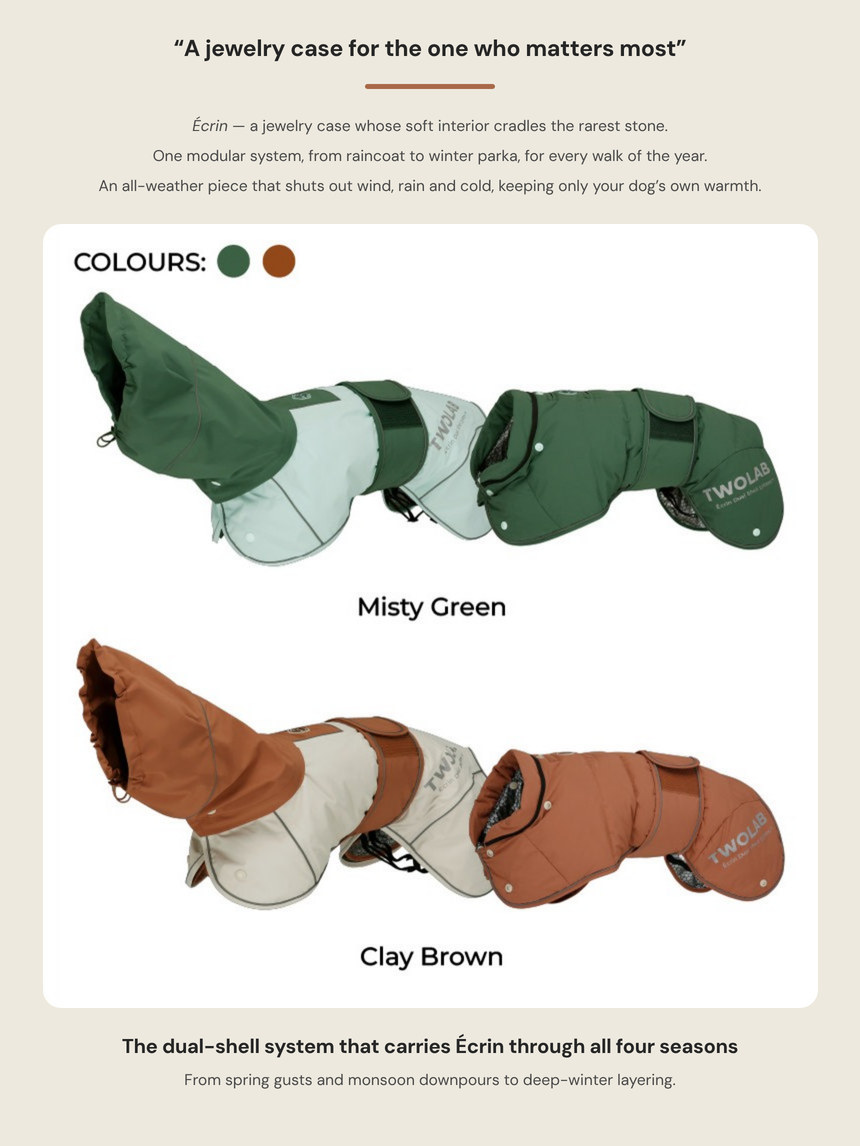 “A jewelry case for the one who matters most”
Écrin — a jewelry case whose soft interior cradles the rarest stone.
One modular system, from raincoat to winter parka, for every walk of the year.
An all-weather piece that shuts out wind, rain and cold, keeping only your dog’s own warmth.
COLOURS:
TWOLAB
TWOLAB
Misty Green
TWOLAB
Clay Brown
The dual-shell system that carries Écrin through all four seasons
From spring gusts and monsoon downpours to deep-winter layering.